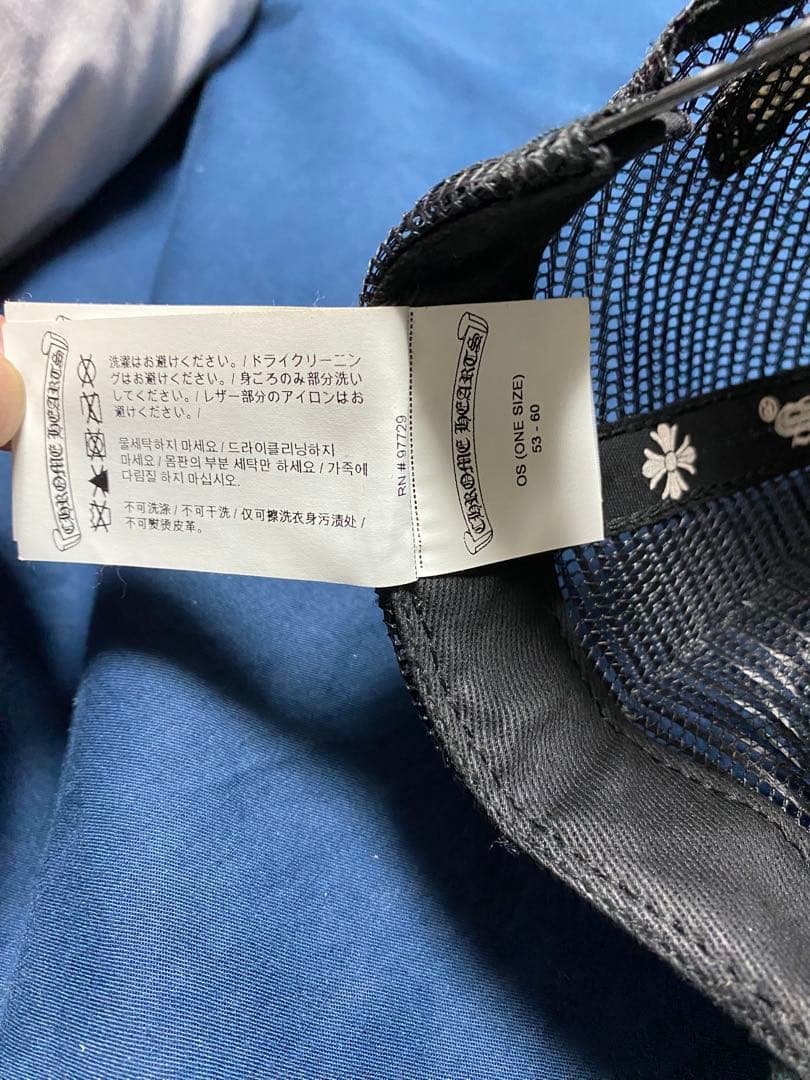 CHROME HEARTS
洗濯はお避けください。/ ドライクリーニン
グはお避けください。/ 身ごろのみ部分洗い
してください。/ レザー部分のアイロンはお
避けください。/
물세탁하지 마세요 / 드라이클리닝하지
마세요 / 몸판의 부분 세탁만 하세요 / 가죽에
다림질 하지 마십시오.
不可洗涤 / 不可干洗 / 仅可擦洗衣身污渍处 /
不可熨烫皮革。
RN # 97729
CHROME HEARTS
OS (ONE SIZE)
53 - 60